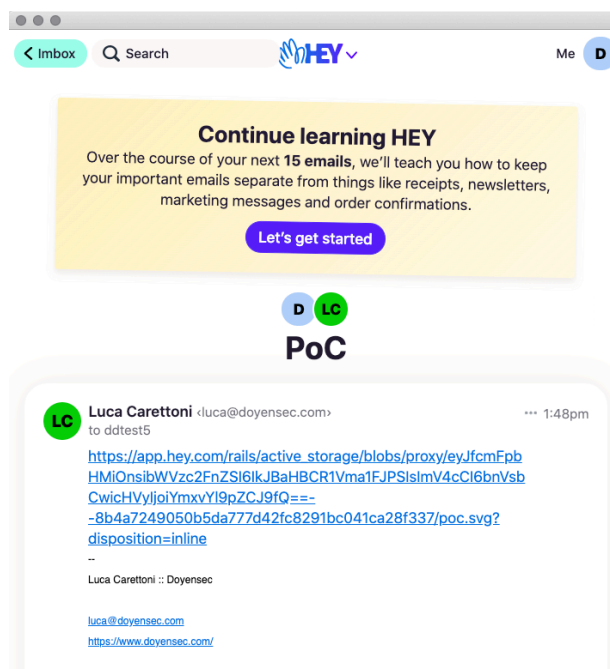 Imbox
Search
HEY
Me
D
Continue learning HEY
Over the course of your next 15 emails, we'll teach you how to keep
your important emails separate from things like receipts, newsletters,
marketing messages and order confirmations.
Let's get started
D
LC
PoC
LC
Luca Carettoni <luca@doyensec.com>
1:48pm
to ddtest5
https://app.hey.com/rails/active_storage/blobs/proxy/eyJfcmFpb
HMiOnsibWVzc2FnZSI6IkJBaHBCR1Vma1FJPSIsImV4cCI6bnVsb
CwicHVyIjoiYmxvYl9pZCJ9fQ==-
-8b4a7249050b5da777d42fc8291bc041ca28f337/poc.svg?
disposition=inline
--
Luca Carettoni :: Doyensec
luca@doyensec.com
https://www.doyensec.com/